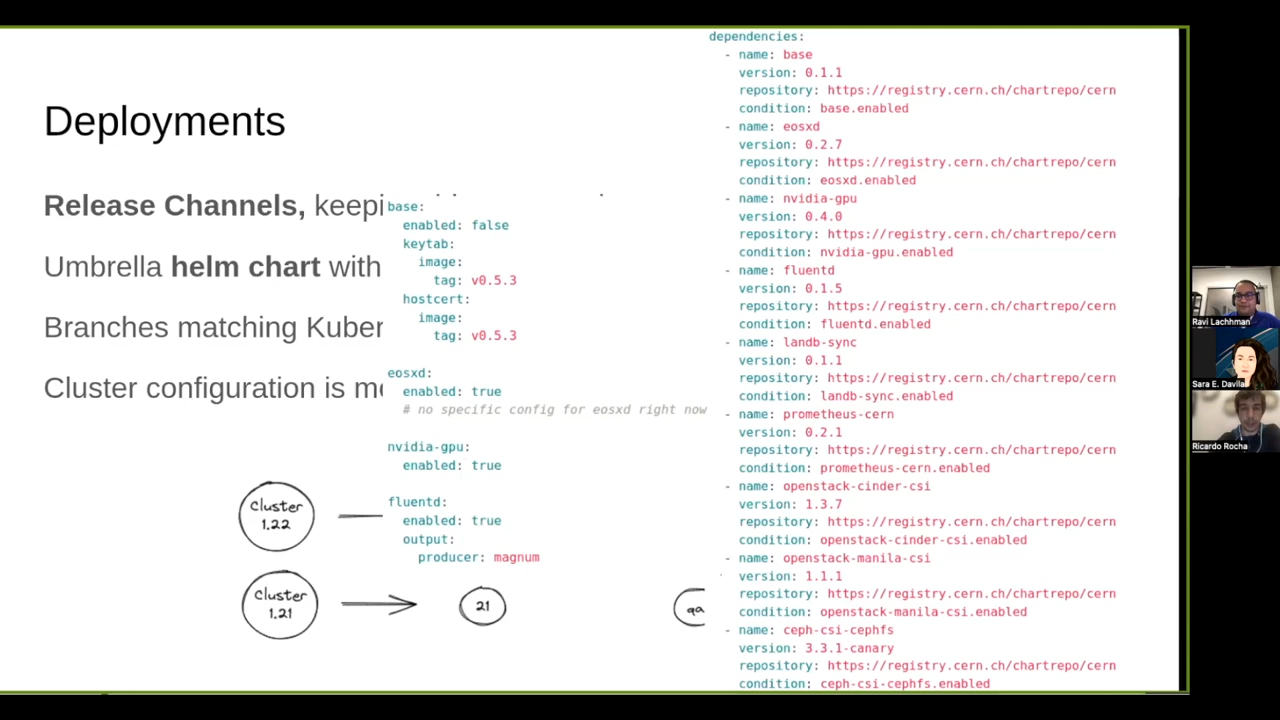 Deployments
Release Channels, keepi
Umbrella helm chart with
Branches matching Kuber
Cluster configuration is m
base:
enabled: false
keytab:
image:
tag: v0.5.3
hostcert:
image:
tag: v0.5.3
eosxd:
enabled: true
# no specific config for eosxd right now
nvidia-gpu:
enabled: true
fluentd:
enabled: true
output:
producer: magnum
Cluster
1.22
Cluster
1.21
21
qa
dependencies:
- name: base
version: 0.1.1
repository: https://registry.cern.ch/chartrepo/cern
condition: base.enabled
- name: eosxd
version: 0.2.7
repository: https://registry.cern.ch/chartrepo/cern
condition: eosxd.enabled
- name: nvidia-gpu
version: 0.4.0
repository: https://registry.cern.ch/chartrepo/cern
condition: nvidia-gpu.enabled
- name: fluentd
version: 0.1.5
repository: https://registry.cern.ch/chartrepo/cern
condition: fluentd.enabled
- name: landb-sync
version: 0.1.1
repository: https://registry.cern.ch/chartrepo/cern
condition: landb-sync.enabled
- name: prometheus-cern
version: 0.2.1
repository: https://registry.cern.ch/chartrepo/cern
condition: prometheus-cern.enabled
- name: openstack-cinder-csi
version: 1.3.7
repository: https://registry.cern.ch/chartrepo/cern
condition: openstack-cinder-csi.enabled
- name: openstack-manila-csi
version: 1.1.1
repository: https://registry.cern.ch/chartrepo/cern
condition: openstack-manila-csi.enabled
- name: ceph-csi-cephfs
version: 3.3.1-canary
repository: https://registry.cern.ch/chartrepo/cern
condition: ceph-csi-cephfs.enabled
Ravi Lachhman
Sara E. Davila
Ricardo Rocha